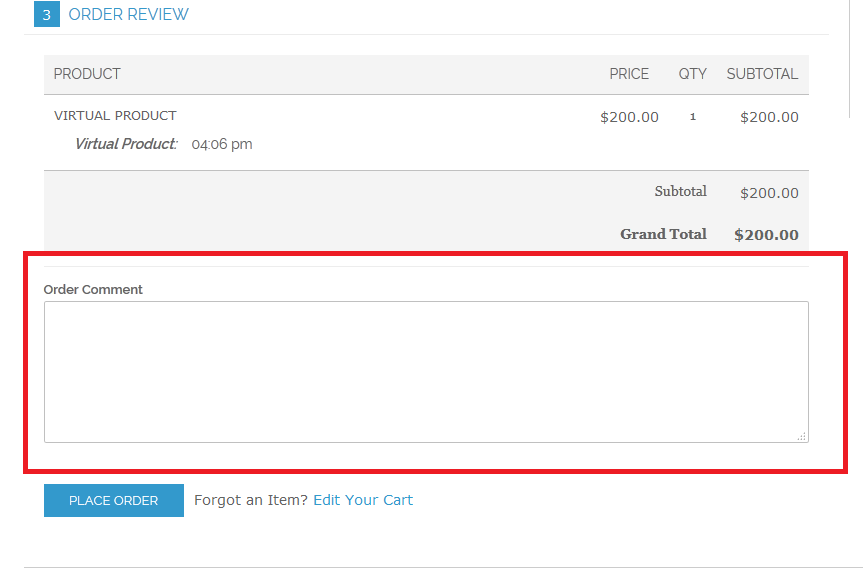 3 ORDER REVIEW
PRODUCT PRICE QTY SUBTOTAL
VIRTUAL PRODUCT $200.00 1 $200.00
Virtual Product: 04:06 pm
Subtotal $200.00
Grand Total $200.00
Order Comment
PLACE ORDER Forgot an Item? Edit Your Cart